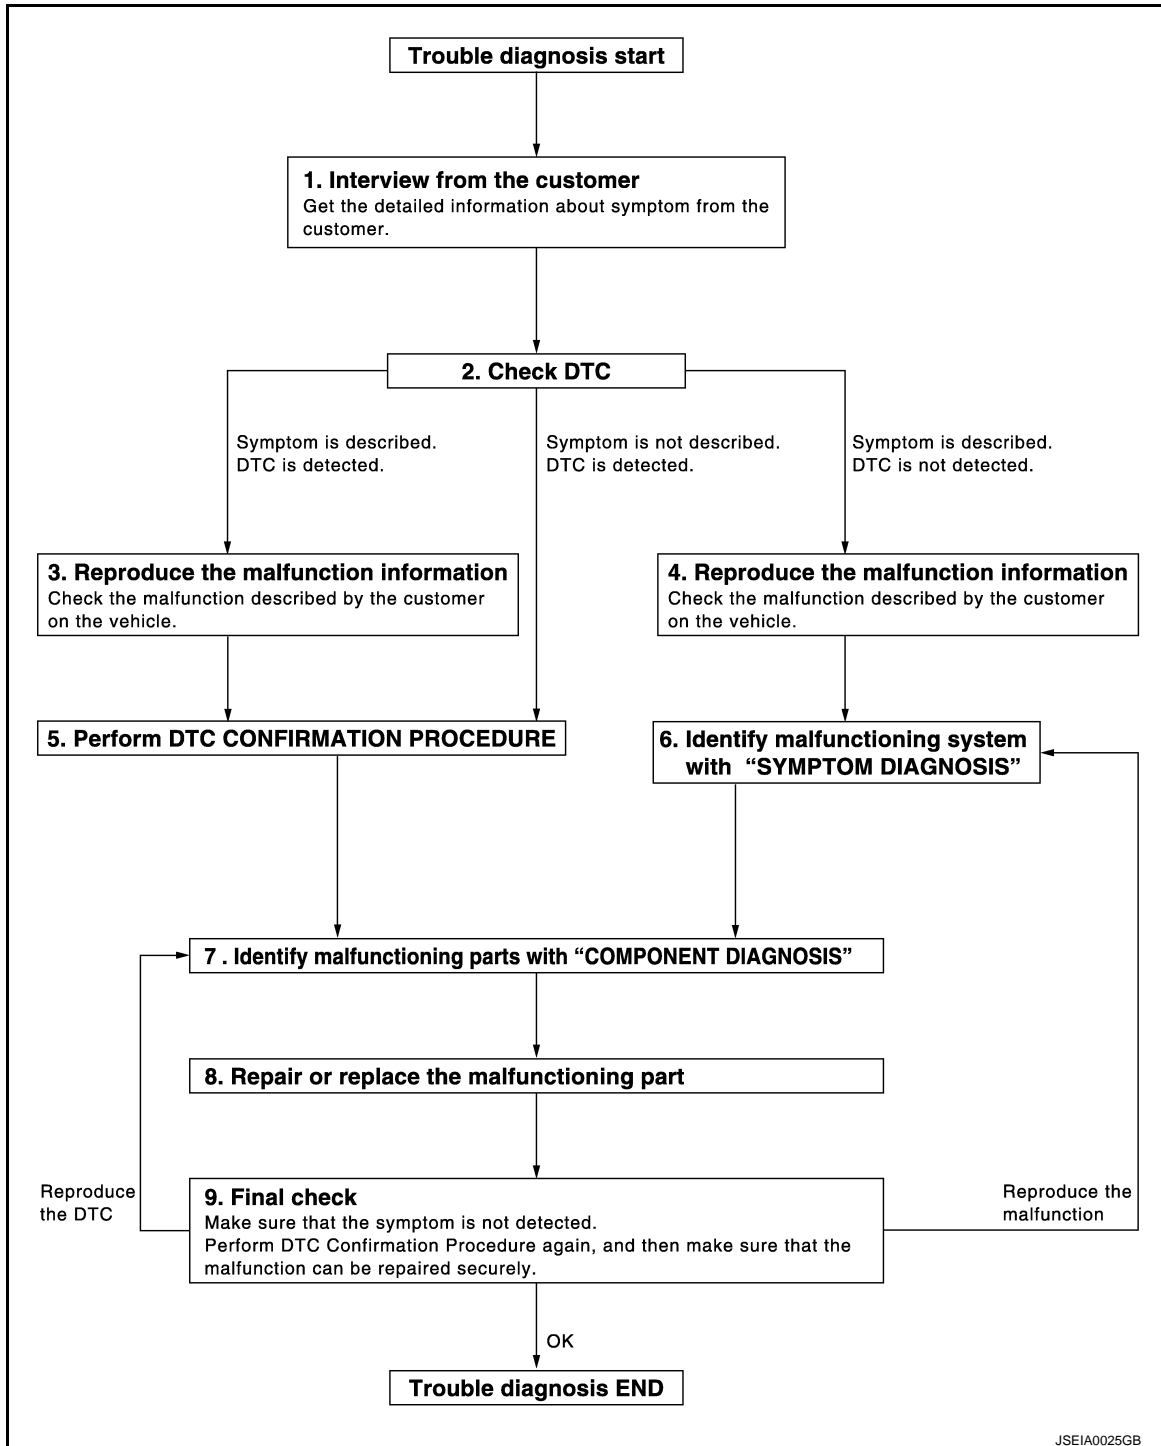 Trouble diagnosis start
1. Interview from the customer
Get the detailed information about symptom from the
customer.
2. Check DTC
Symptom is described.
DTC is detected.
Symptom is not described.
DTC is detected.
Symptom is described.
DTC is not detected.
3. Reproduce the malfunction information
Check the malfunction described by the customer
on the vehicle.
4. Reproduce the malfunction information
Check the malfunction described by the customer
on the vehicle.
5. Perform DTC CONFIRMATION PROCEDURE
6. Identify malfunctioning system
with “SYMPTOM DIAGNOSIS”
7 . Identify malfunctioning parts with “COMPONENT DIAGNOSIS”
8. Repair or replace the malfunctioning part
Reproduce
the DTC
9. Final check
Make sure that the symptom is not detected.
Perform DTC Confirmation Procedure again, and then make sure that the
malfunction can be repaired securely.
Reproduce the
malfunction
OK
Trouble diagnosis END
JSEIA0025GB